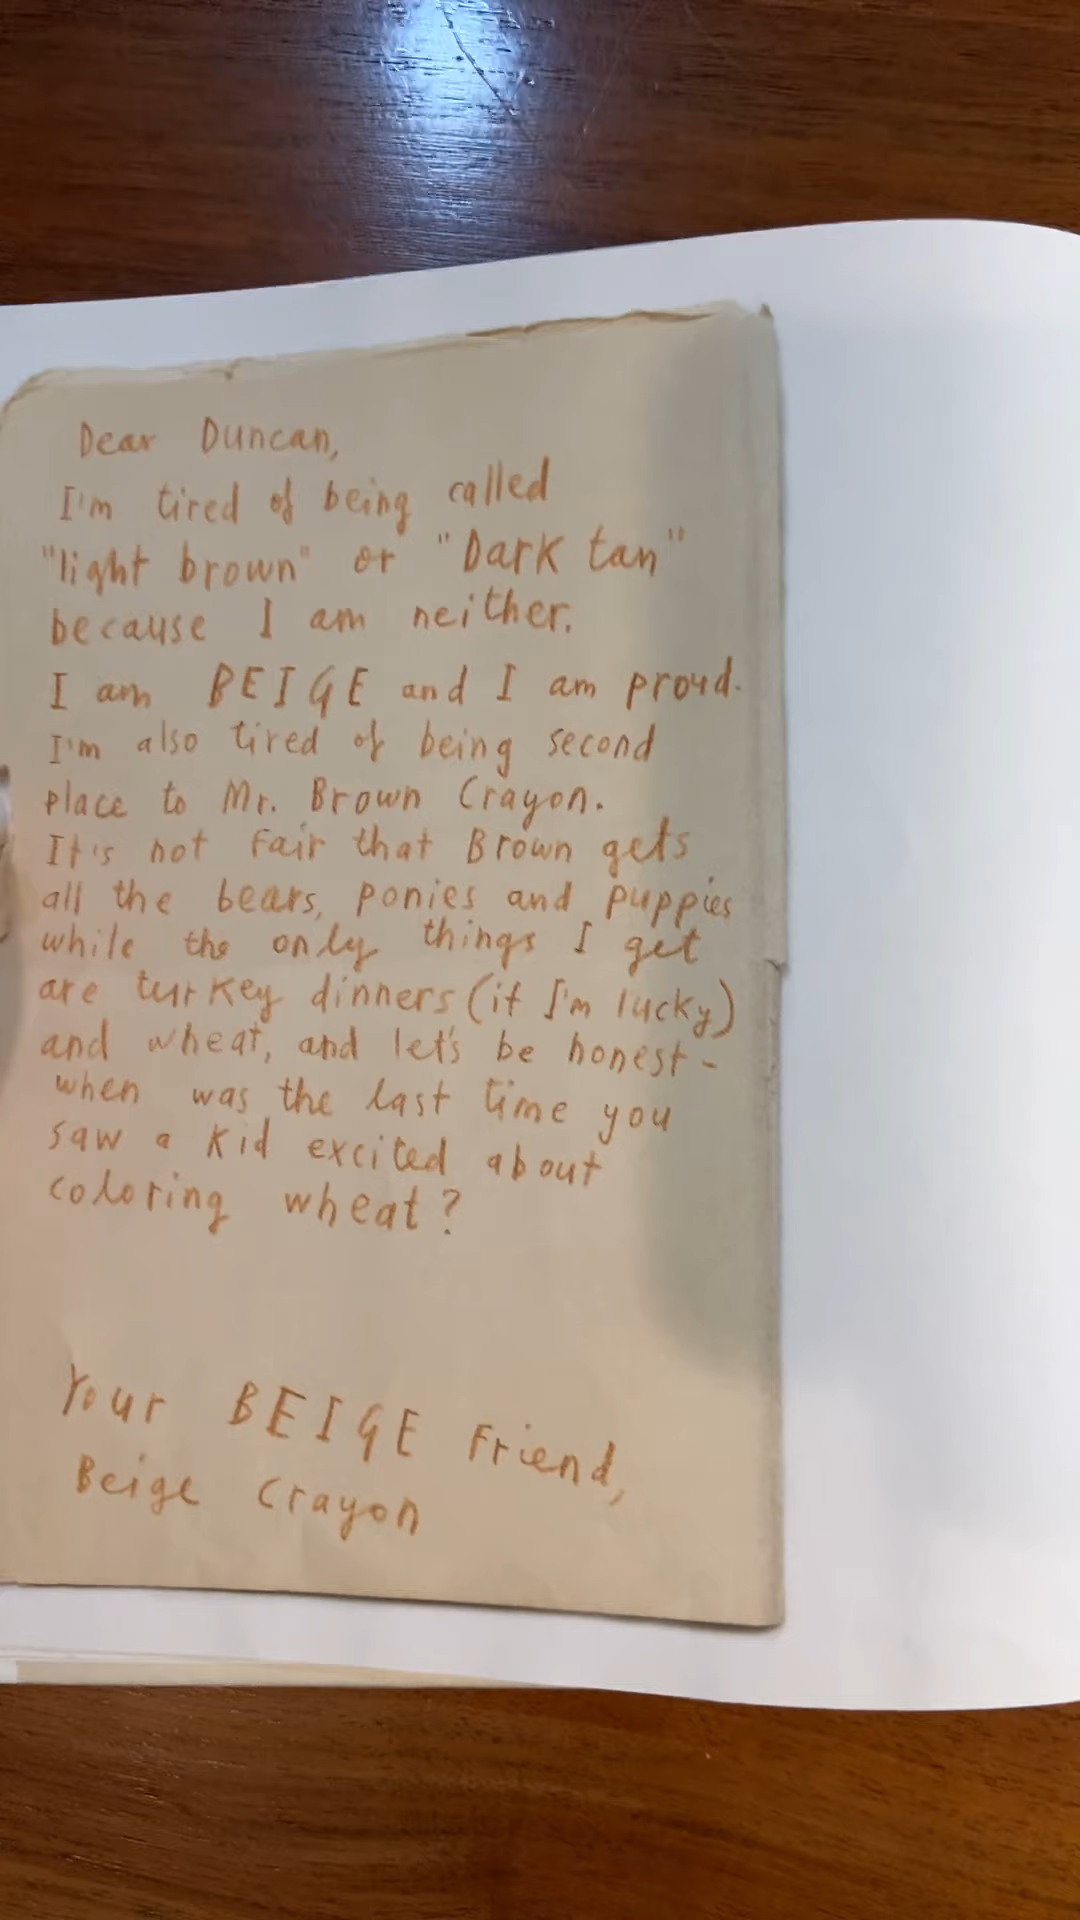 Dear Duncan,
I'm tired of being called
"light brown" or "Dark tan"
because I am neither.
I am BEIGE and I am proud.
I'm also tired of being second
place to Mr. Brown Crayon.
It's not fair that Brown gets
all the bears, ponies and puppies
while the only things I get
are turkey dinners (if I'm lucky)
and wheat, and let's be honest-
when was the last time you
saw a kid excited about
coloring wheat?
Your BEIGE friend,
Beige Crayon